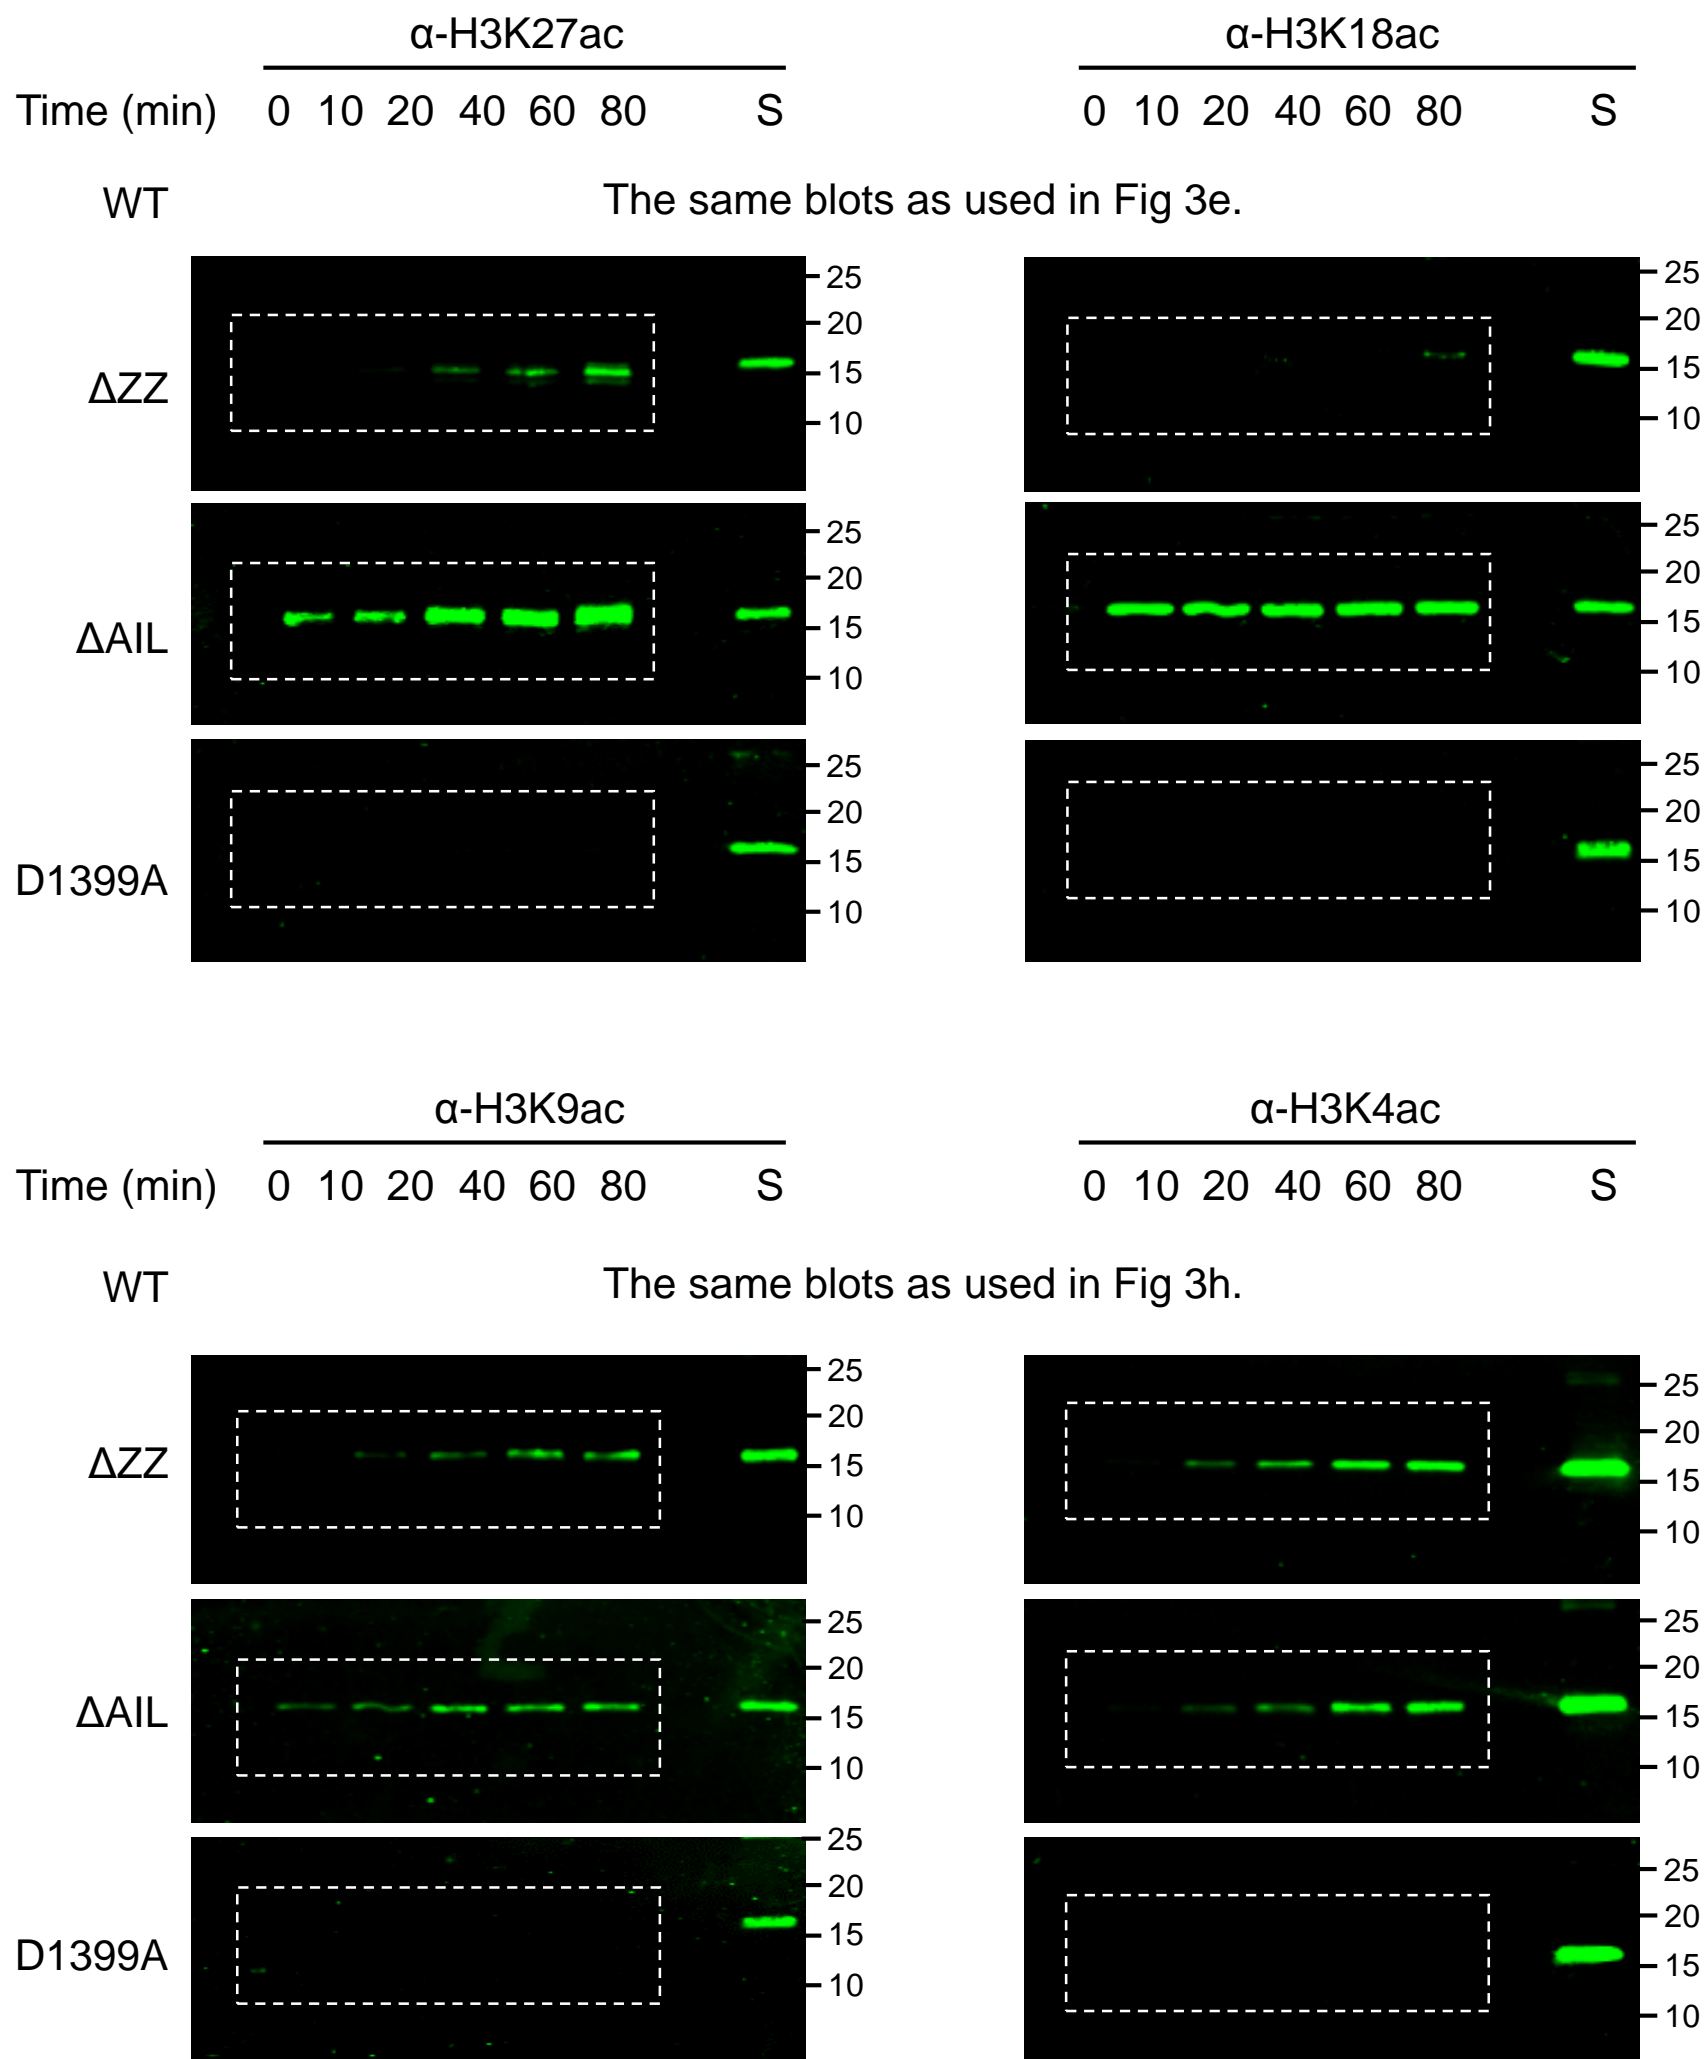 α-H3K27ac α-H3K18ac
Time (min) 0 10 20 40 60 80 S 0 10 20 40 60 80 S
WT The same blots as used in Fig 3e.
25 25
20 20
ΔZZ 15 15
10 10
25 25
20 20
ΔAIL 15 15
10 10
25 25
20 20
D1399A 15 15
10 10
α-H3K9ac α-H3K4ac
Time (min) 0 10 20 40 60 80 S 0 10 20 40 60 80 S
WT The same blots as used in Fig 3h.
25 25
20 20
ΔZZ 15 15
10 10
25 25
20 20
ΔAIL 15 15
10 10
25 25
20 20
D1399A 15 15
10 10